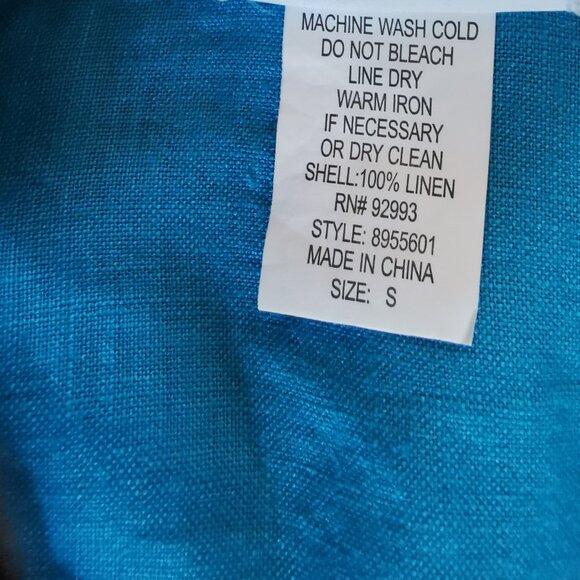 MACHINE WASH COLD
DO NOT BLEACH
LINE DRY
WARM IRON
IF NECESSARY
OR DRY CLEAN
SHELL:100% LINEN
RN# 92993
STYLE: 8955601
MADE IN CHINA
SIZE: S